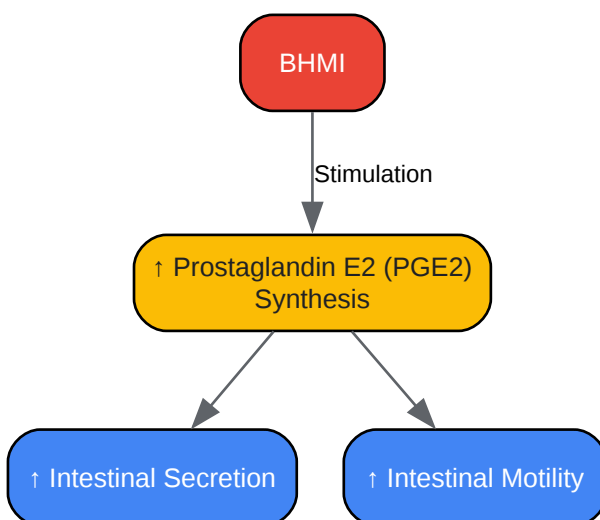 BHMI
Stimulation
↑ Prostaglandin E2 (PGE2)
Synthesis
↑ Intestinal Secretion
↑ Intestinal Motility